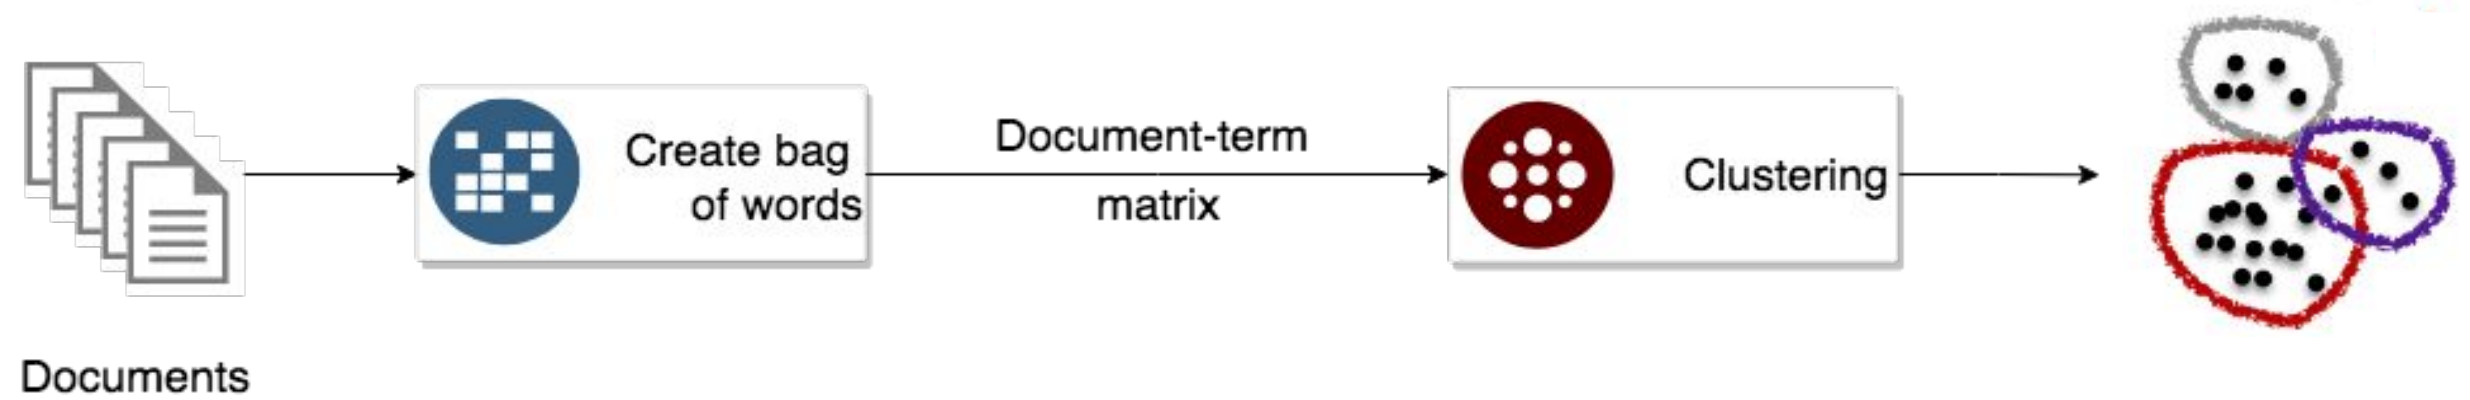 Documents
Create bag
of words
Document-term
matrix
Clustering